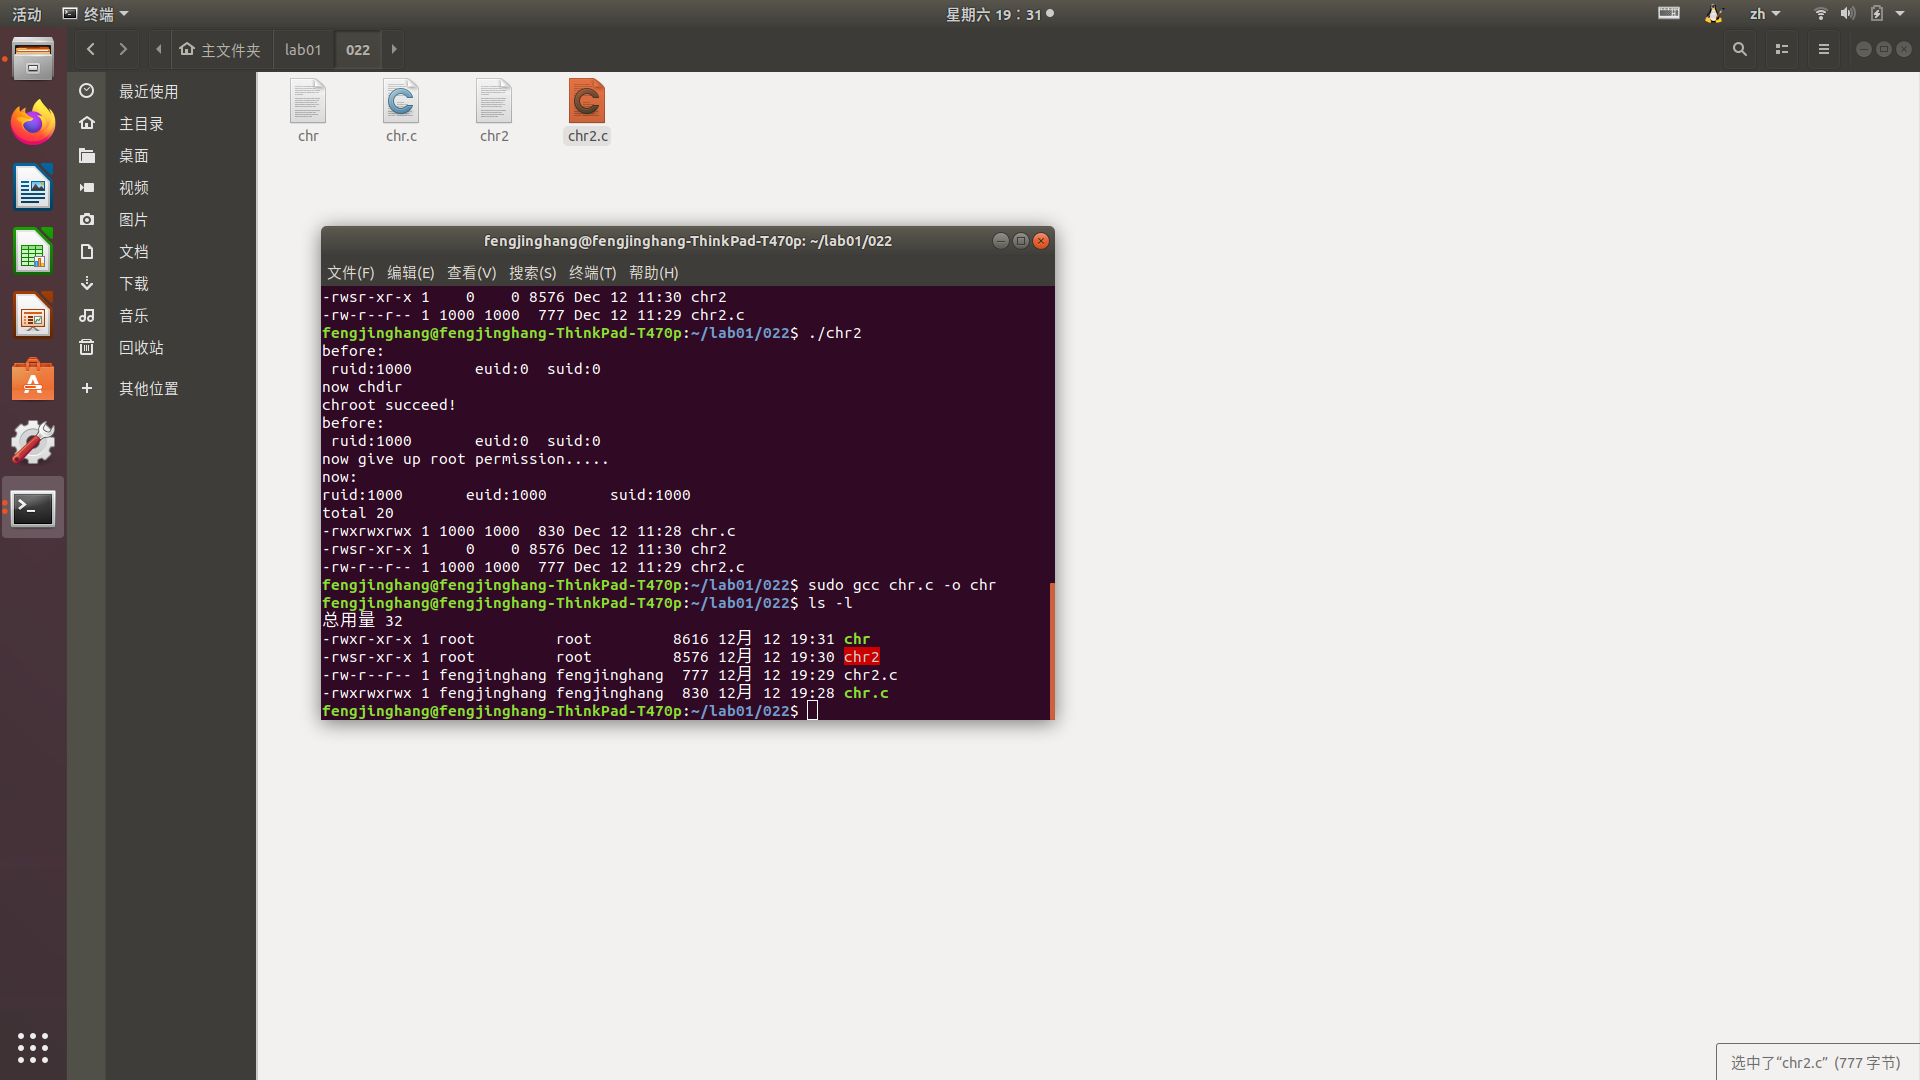 活动 终端 星期六 19：31 zh
主文件夹 lab01 022
最近使用
主目录
桌面
视频
图片
文档
下载
音乐
回收站
其他位置
chr chr.c chr2 chr2.c
fengjinghang@fengjinghang-ThinkPad-T470p: ~/lab01/022
文件(F) 编辑(E) 查看(V) 搜索(S) 终端(T) 帮助(H)
-rwsr-xr-x 1    0    0 8576 Dec 12 11:30 chr2
-rw-r--r-- 1 1000 1000  777 Dec 12 11:29 chr2.c
fengjinghang@fengjinghang-ThinkPad-T470p:~/lab01/022$ ./chr2
before:
 ruid:1000       euid:0  suid:0
now chdir
chroot succeed!
before:
 ruid:1000       euid:0  suid:0
now give up root permission.....
now:
ruid:1000       euid:1000       suid:1000
total 20
-rwxrwxrwx 1 1000 1000  830 Dec 12 11:28 chr.c
-rwsr-xr-x 1    0    0 8576 Dec 12 11:30 chr2
-rw-r--r-- 1 1000 1000  777 Dec 12 11:29 chr2.c
fengjinghang@fengjinghang-ThinkPad-T470p:~/lab01/022$ sudo gcc chr.c -o chr
fengjinghang@fengjinghang-ThinkPad-T470p:~/lab01/022$ ls -l
总用量 32
-rwxr-xr-x 1 root         root         8616 12月 12 19:31 chr
-rwsr-xr-x 1 root         root         8576 12月 12 19:30 chr2
-rw-r--r-- 1 fengjinghang fengjinghang  777 12月 12 19:29 chr2.c
-rwxrwxrwx 1 fengjinghang fengjinghang  830 12月 12 19:28 chr.c
fengjinghang@fengjinghang-ThinkPad-T470p:~/lab01/022$
选中了“chr2.c” (777 字节)